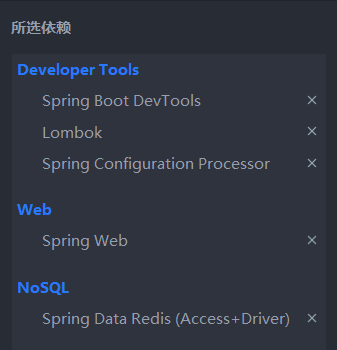 所选依赖
Developer Tools
Spring Boot DevTools ×
Lombok ×
Spring Configuration Processor ×
Web
Spring Web ×
NoSQL
Spring Data Redis (Access+Driver) ×